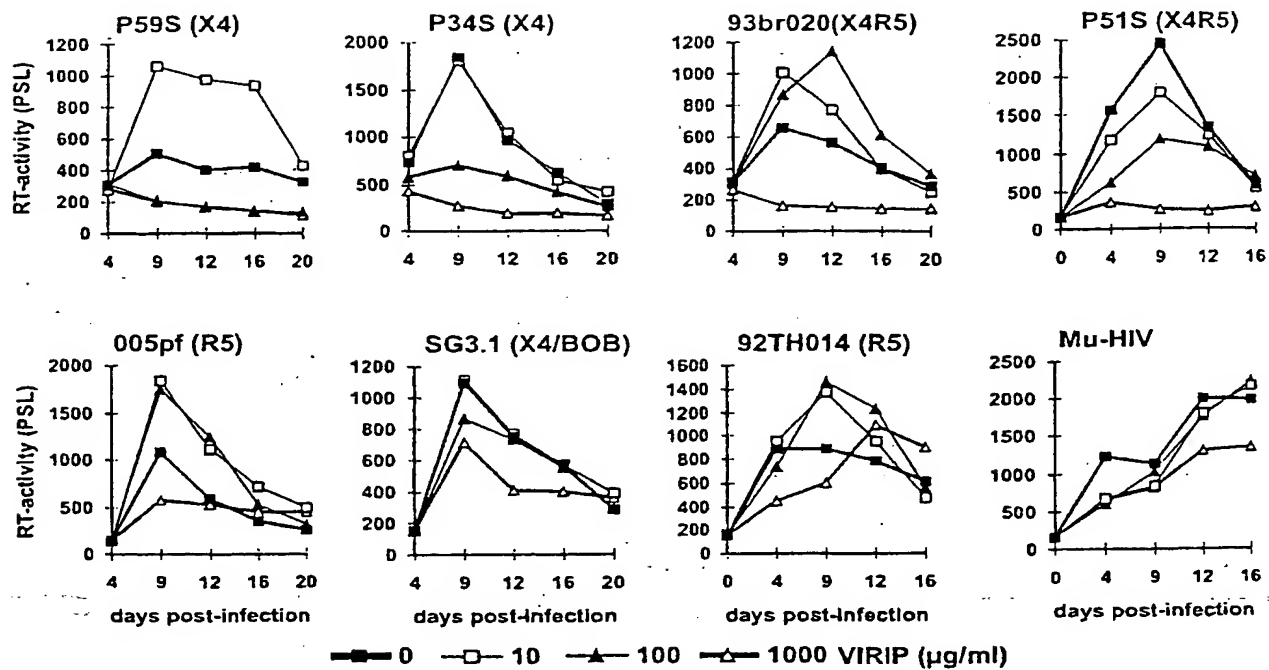 P59S (X4) P34S (X4) 93br020(X4R5) P51S (X4R5)
RT-activity (PSL)
1200 1000 800 600 400 200 0
4 9 12 16 20
2000 1500 1000 500 0
4 9 12 16 20
1200 1000 800 600 400 200 0
4 9 12 16 20
2500 2000 1500 1000 500 0
0 4 9 12 16
005pf (R5) SG3.1 (X4/BOB) 92TH014 (R5) Mu-HIV
RT-activity (PSL)
2000 1500 1000 500 0
4 9 12 16 20
1200 1000 800 600 400 200 0
4 9 12 16 20
1600 1400 1200 1000 800 600 400 200 0
0 4 9 12 16
2500 2000 1500 1000 500 0
0 4 9 12 16
days post-infection days post-infection days post-infection days post-infection
0 10 100 1000 VIRIP (µg/ml)